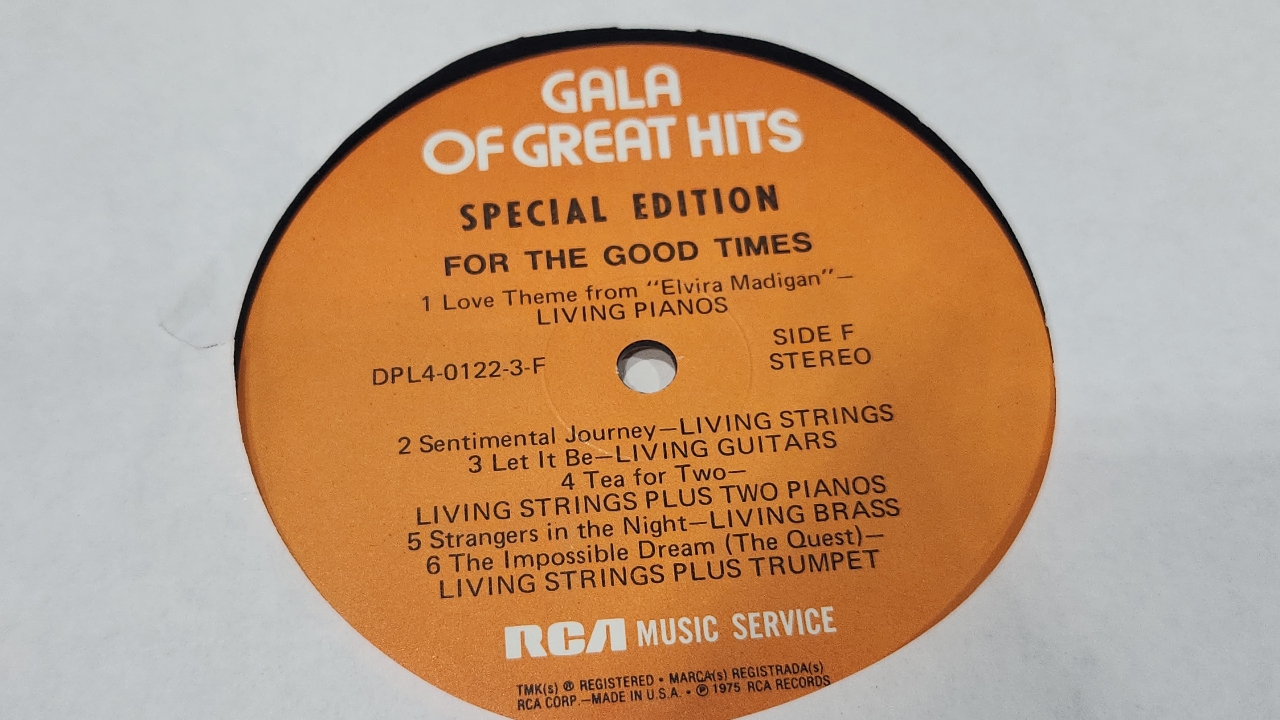 GALA
OF GREAT HITS
SPECIAL EDITION
FOR THE GOOD TIMES
1 Love Theme from "Elvira Madigan"—
LIVING PIANOS
DPL4-0122-3-F
SIDE F
STEREO
2 Sentimental Journey—LIVING STRINGS
3 Let It Be—LIVING GUITARS
4 Tea for Two—
LIVING STRINGS PLUS TWO PIANOS
5 Strangers in the Night—LIVING BRASS
6 The Impossible Dream (The Quest)—
LIVING STRINGS PLUS TRUMPET
RCA MUSIC SERVICE
TMK(s) ® REGISTERED • MARCA(s) REGISTRADA(s)
RCA CORP.—MADE IN U.S.A. • ℗ 1975 RCA RECORDS